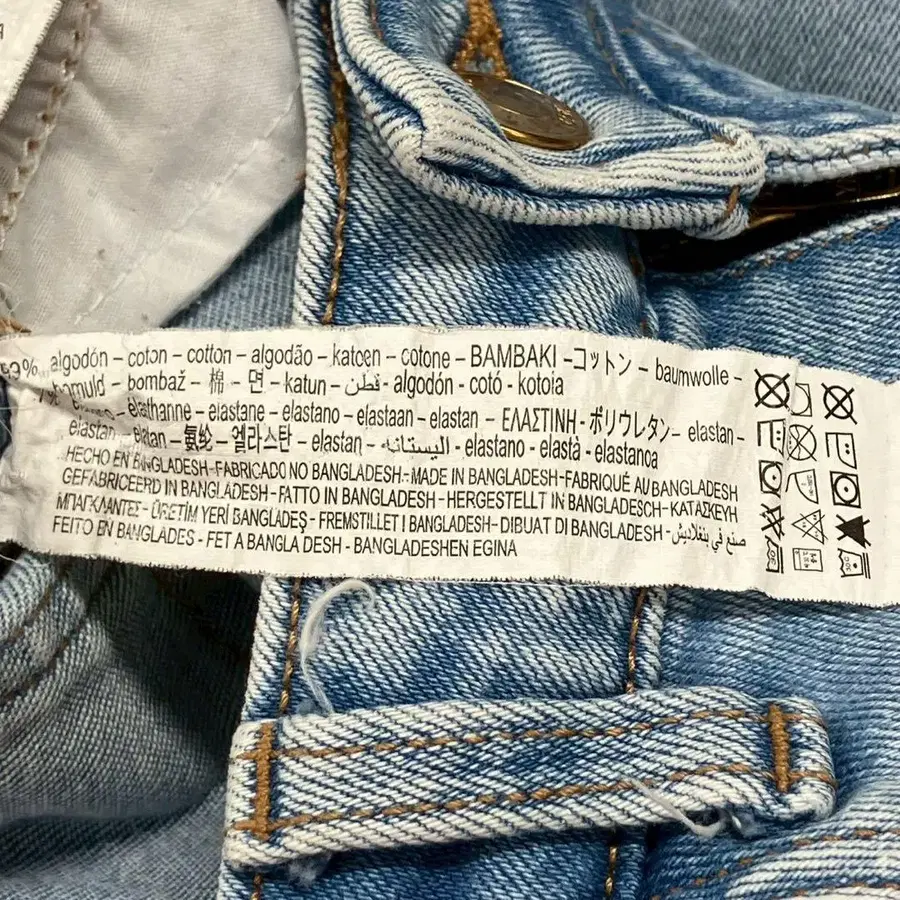 algodón – coton – cotton – algodão – katoen – cotone – BAMBAKI – コットン – baumwolle –
bomuld – bombaž – 棉 – 면 – katun – قطن - algodón – cotó - kotoia
élathanne – elastane – elastano – elastaan – elastan – ΕΛΑΣΤΙΝΗ - ポリウレタン – elastan –
elastan – elatan – 氨纶 – 엘라스탄 – elastan – اليستانه – elastano – elastà – elastanoa
HECHO EN BANGLADESH - FABRICADO NO BANGLADESH - MADE IN BANGLADESH - FABRIQUÉ AU BANGLADESH
GEFABRICEERD IN BANGLADESH - FATTO IN BANGLADESH - HERGESTELLT IN BANGLADESCH - ΚΑΤΑΣΚΕΥΗ
ΜΠΑΓΚΛΑΝΤΕΣ - ÜRETİM YERİ BANGLADEŞ - FREMSTILLET I BANGLADESH - DIBUAT DI BANGLADESH - صنع في بنغلاديش
FEITO EN BANGLADES - FET A BANGLA DESH - BANGLADESHEN EGINA